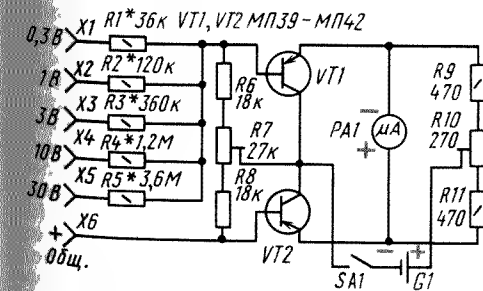 R1* 36к VT1, VT2 МП39-МП42
0,3В X1
1В X2 R2* 120к
3В X3 R3* 360к
10В X4 R4* 1,2М
30В X5 R5* 3,6М
+ X6
Общ.
R6
18к
R7
27к
R8
18к
VT1
VT2
PA1 μA
- +
R9
470
R10
270
R11
470
SA1
- +
G1